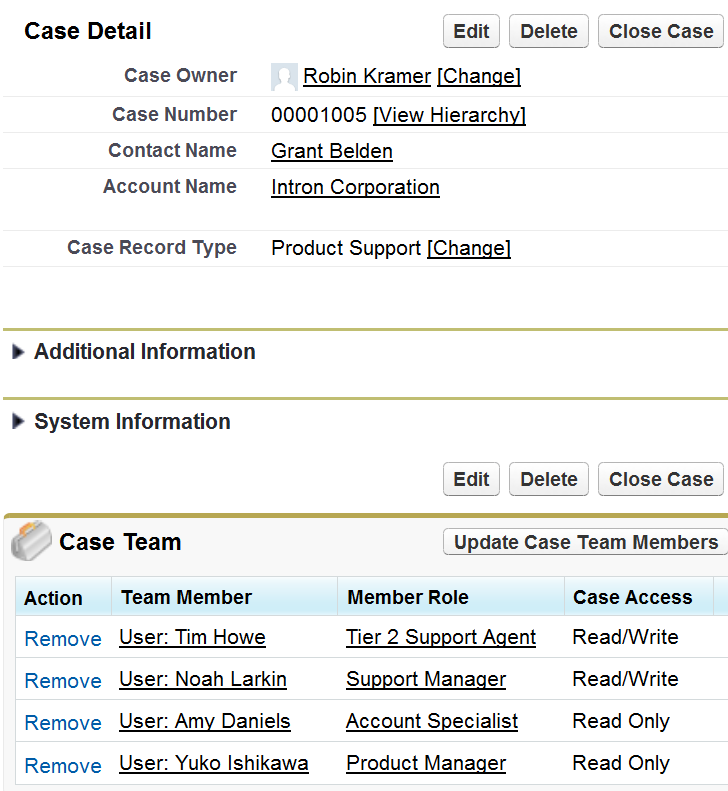 Case Detail Edit Delete Close Case
Case Owner Robin Kramer [Change]
Case Number 00001005 [View Hierarchy]
Contact Name Grant Belden
Account Name Intron Corporation
Case Record Type Product Support [Change]
Additional Information
System Information
Edit Delete Close Case
Case Team Update Case Team Members
Action Team Member Member Role Case Access
Remove User: Tim Howe Tier 2 Support Agent Read/Write
Remove User: Noah Larkin Support Manager Read/Write
Remove User: Amy Daniels Account Specialist Read Only
Remove User: Yuko Ishikawa Product Manager Read Only